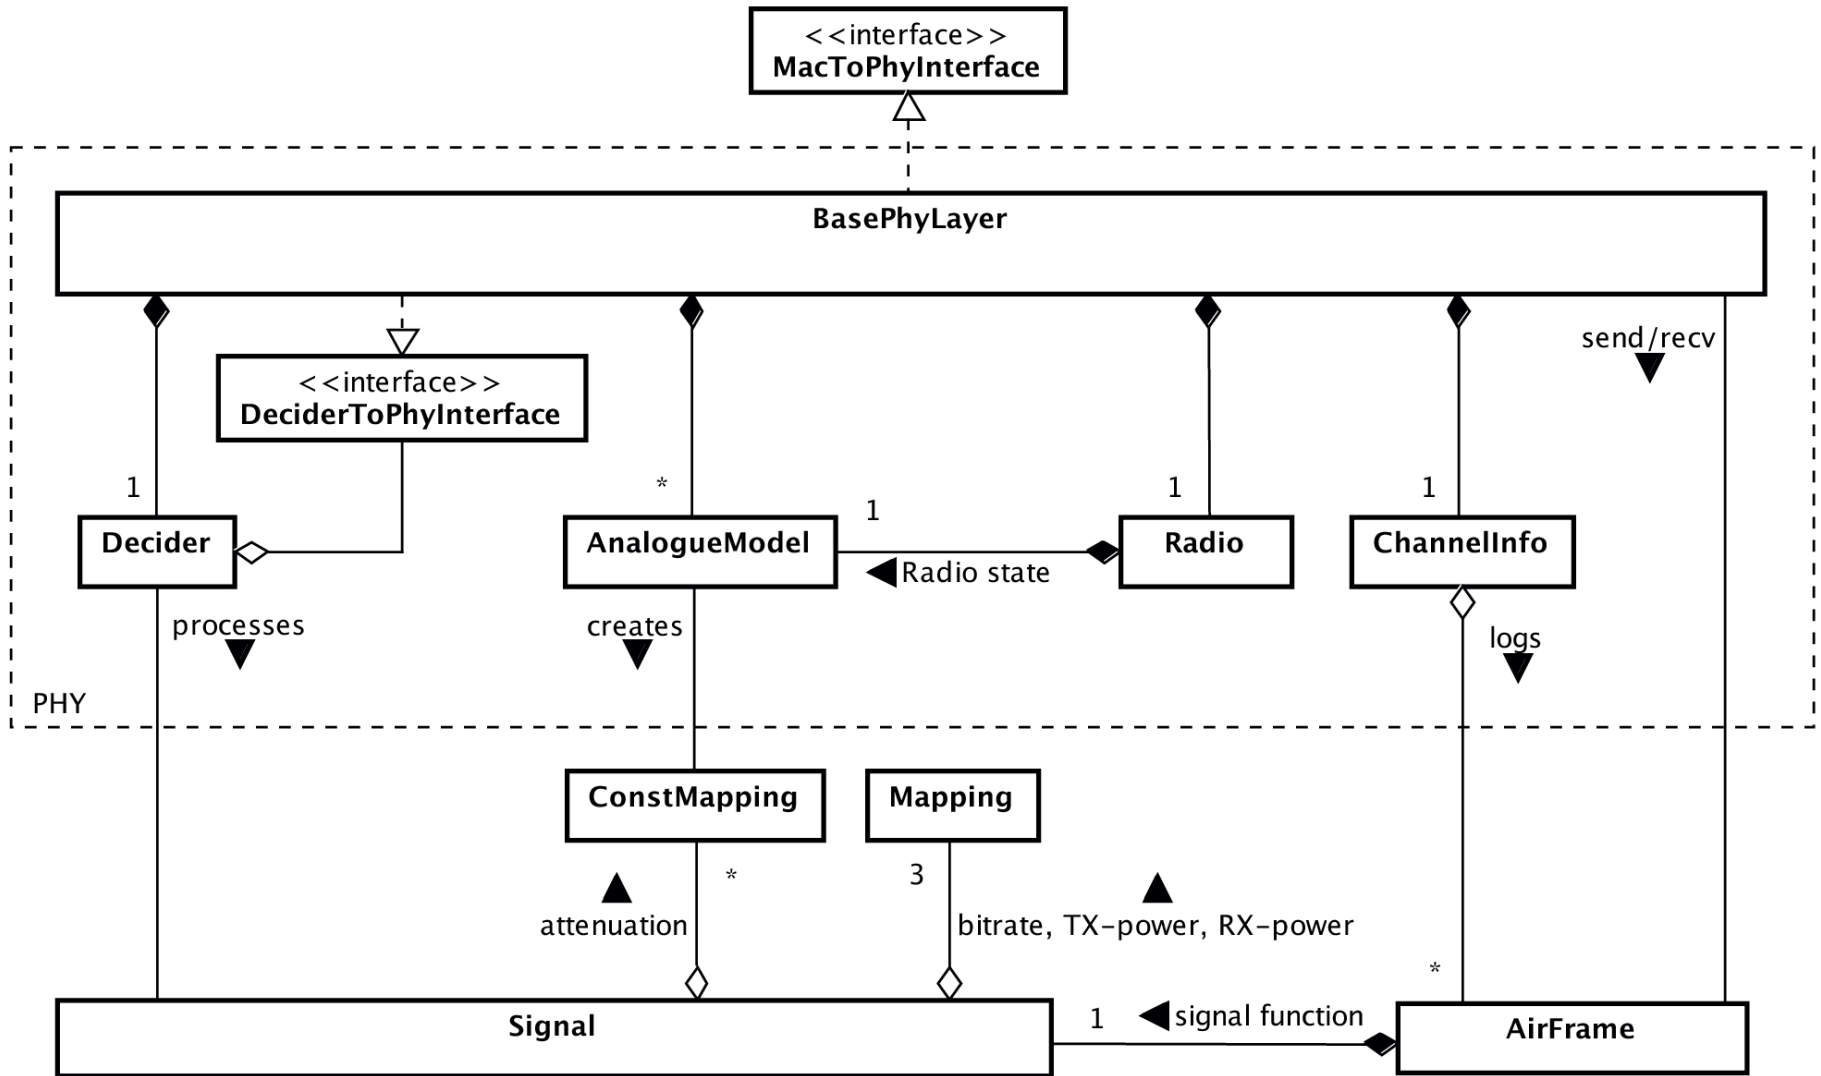 <<interface>>
MacToPhyInterface
BasePhyLayer
send/recv
<<interface>>
DeciderToPhyInterface
1
*
1
1
1
Decider
AnalogueModel
Radio
ChannelInfo
Radio state
processes
creates
logs
PHY
ConstMapping
Mapping
*
3
attenuation
bitrate, TX-power, RX-power
*
1
signal function
Signal
AirFrame